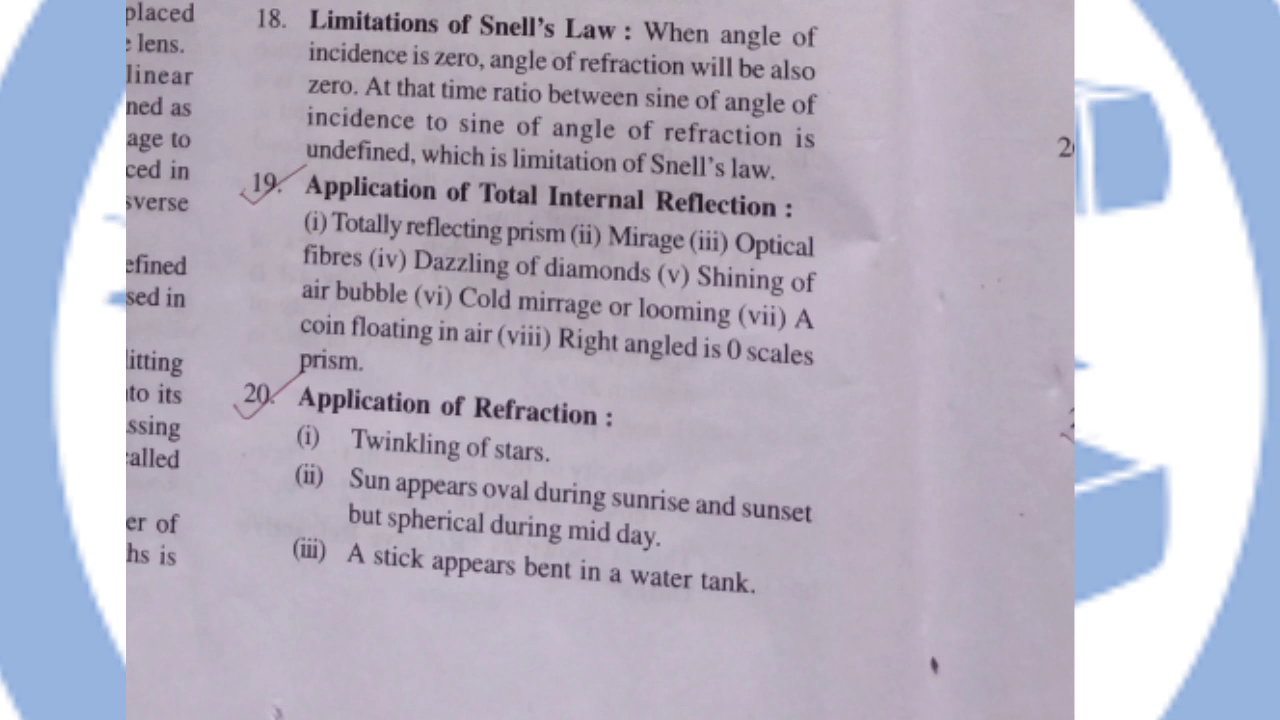 placed
e lens.
linear
ned as
age to
ced in
sverse
efined
sed in
itting
to its
ssing
alled
er of
hs is
18. Limitations of Snell's Law : When angle of
incidence is zero, angle of refraction will be also
zero. At that time ratio between sine of angle of
incidence to sine of angle of refraction is
undefined, which is limitation of Snell's law.
19. Application of Total Internal Reflection :
(i) Totally reflecting prism (ii) Mirage (iii) Optical
fibres (iv) Dazzling of diamonds (v) Shining of
air bubble (vi) Cold mirrage or looming (vii) A
coin floating in air (viii) Right angled is 0 scales
prism.
20. Application of Refraction :
(i) Twinkling of stars.
(ii) Sun appears oval during sunrise and sunset
but spherical during mid day.
(iii) A stick appears bent in a water tank.